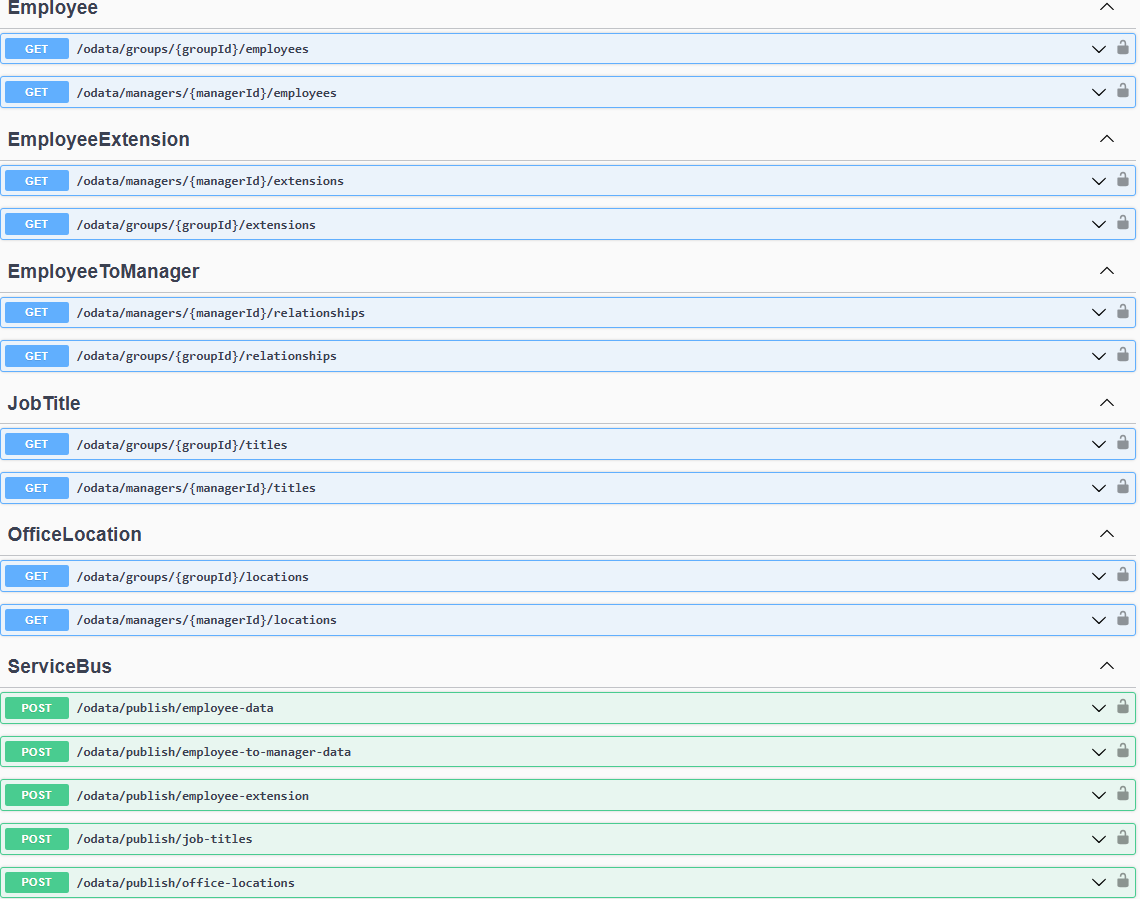 Employee
GET /odata/groups/{groupId}/employees
GET /odata/managers/{managerId}/employees
EmployeeExtension
GET /odata/managers/{managerId}/extensions
GET /odata/groups/{groupId}/extensions
EmployeeToManager
GET /odata/managers/{managerId}/relationships
GET /odata/groups/{groupId}/relationships
JobTitle
GET /odata/groups/{groupId}/titles
GET /odata/managers/{managerId}/titles
OfficeLocation
GET /odata/groups/{groupId}/locations
GET /odata/managers/{managerId}/locations
ServiceBus
POST /odata/publish/employee-data
POST /odata/publish/employee-to-manager-data
POST /odata/publish/employee-extension
POST /odata/publish/job-titles
POST /odata/publish/office-locations